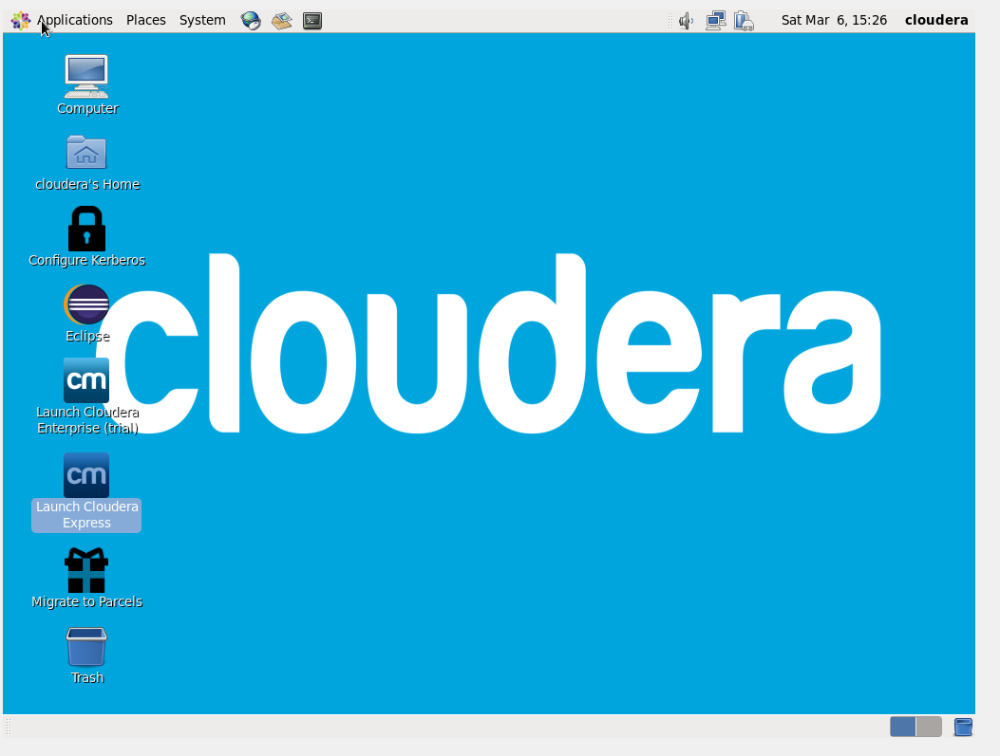 Applications Places System Sat Mar 6, 15:26 cloudera
Computer
cloudera's Home
Configure Kerberos
Eclipse
cm
Launch Cloudera
Enterprise (trial)
cm
Launch Cloudera
Express
Migrate to Parcels
Trash
cloudera